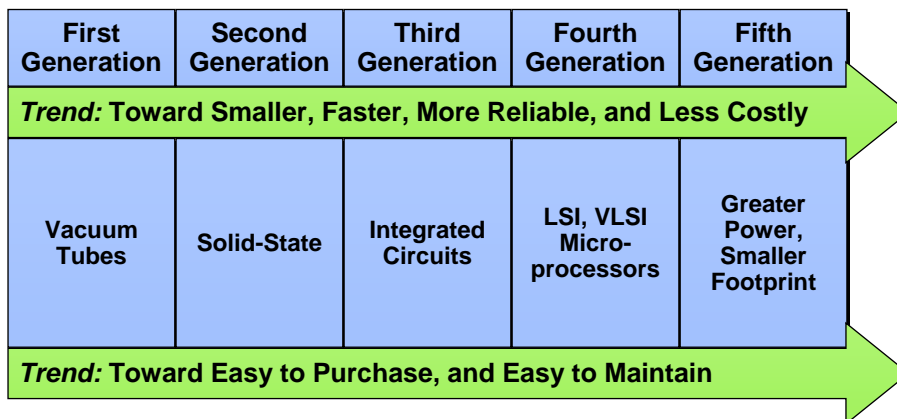 First
Generation
Second
Generation
Third
Generation
Fourth
Generation
Fifth
Generation
Trend: Toward Smaller, Faster, More Reliable, and Less Costly
Vacuum
Tubes
Solid-State
Integrated
Circuits
LSI, VLSI
Micro-
processors
Greater
Power,
Smaller
Footprint
Trend: Toward Easy to Purchase, and Easy to Maintain